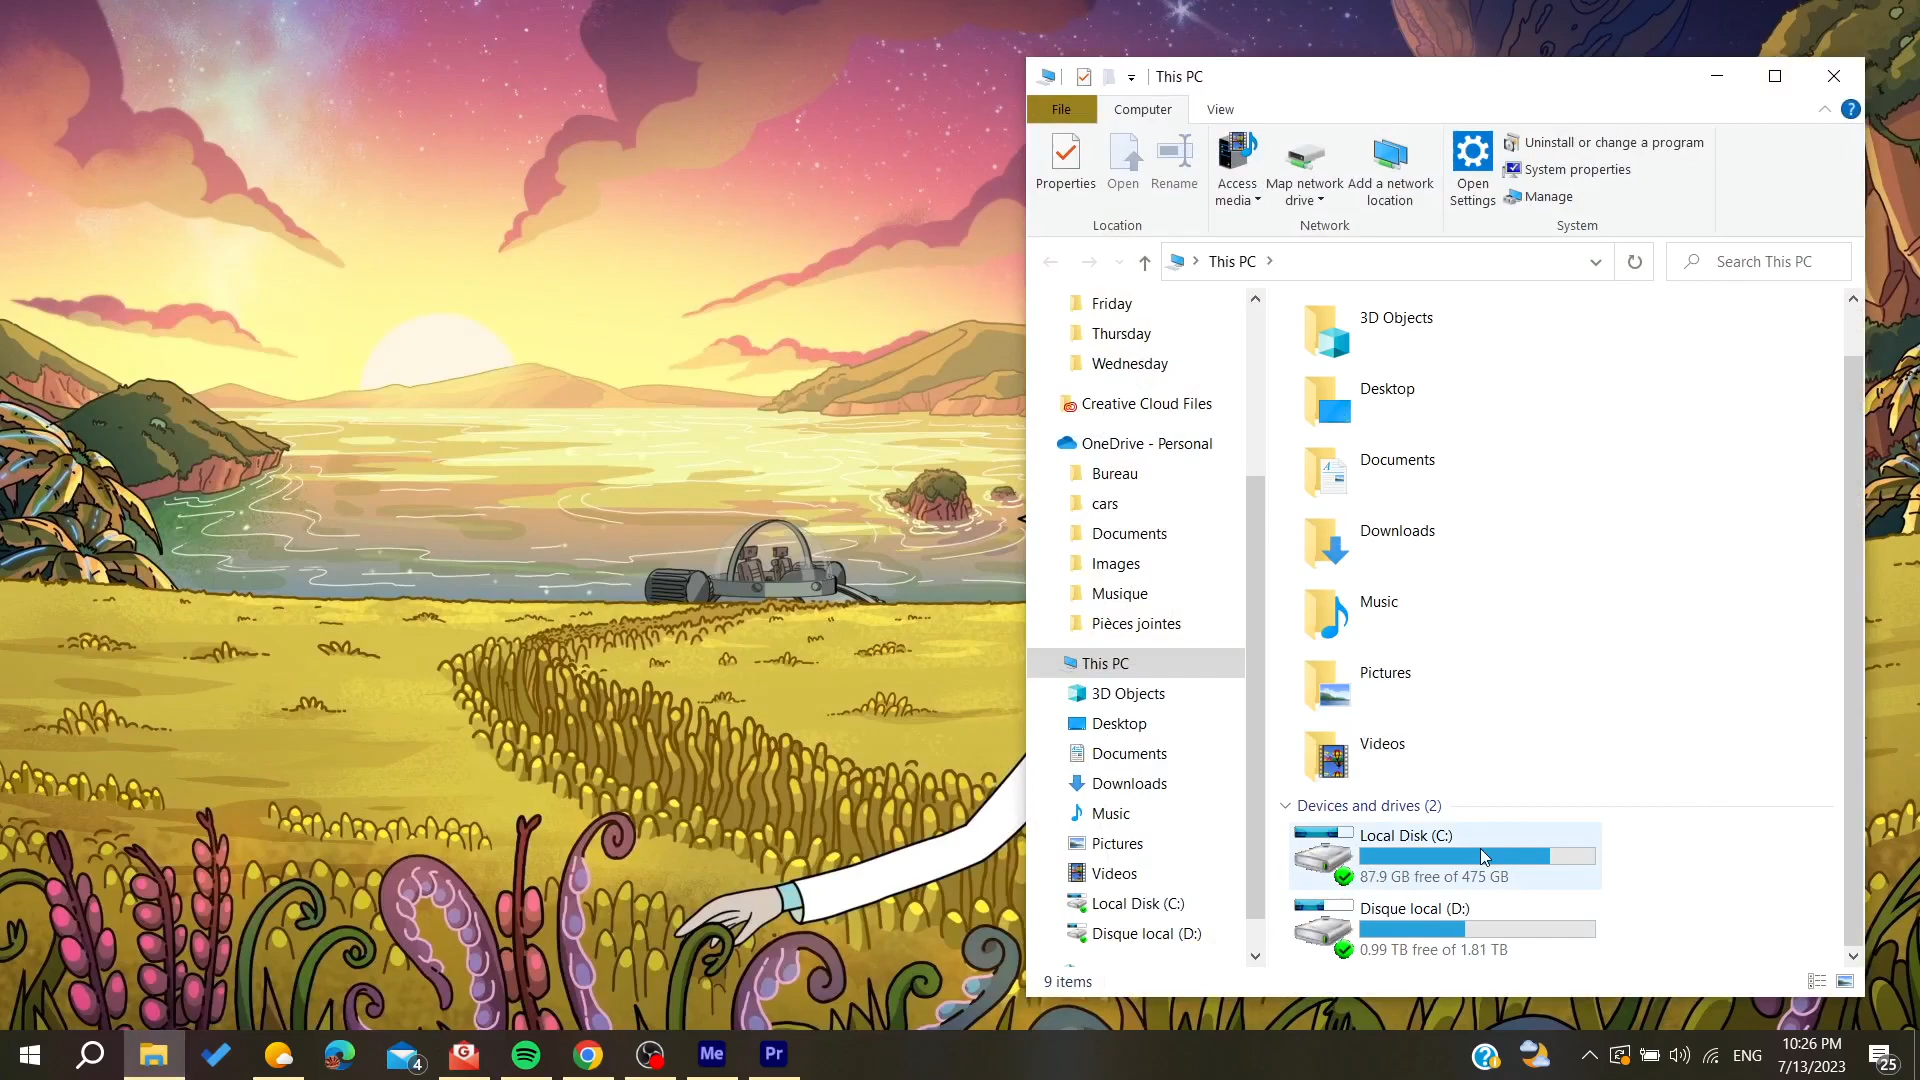 This PC
File
Computer
View
?
Properties
Open
Rename
Access
media
Map network
drive
Add a network
location
Open
Settings
Uninstall or change a program
System properties
Manage
Location
Network
System
This PC
Search This PC
Friday
Thursday
Wednesday
Creative Cloud Files
OneDrive - Personal
Bureau
cars
Documents
Images
Musique
Pièces jointes
This PC
3D Objects
Desktop
Documents
Downloads
Music
Pictures
Videos
Local Disk (C:)
Disque local (D:)
3D Objects
Desktop
Documents
Downloads
Music
Pictures
Videos
Devices and drives (2)
Local Disk (C:)
87.9 GB free of 475 GB
Disque local (D:)
0.99 TB free of 1.81 TB
9 items
4
G
Me
Pr
?
ENG
10:26 PM
7/13/2023
25